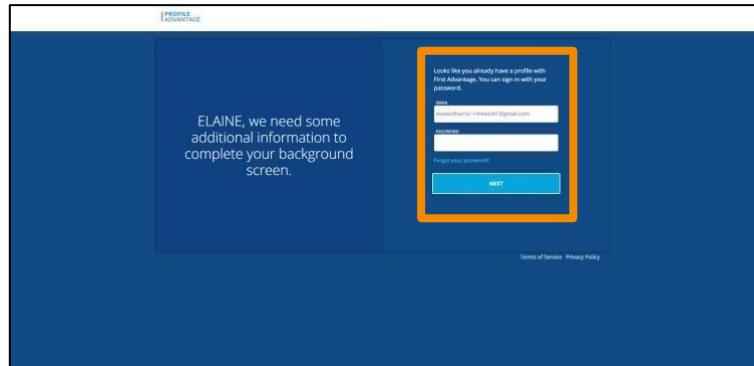 PROFILE
ADVANTAGE
ELAINE, we need some
additional information to
complete your background
screen.
Looks like you already have a profile with
First Advantage. You can sign in with your
password.
EMAIL
PASSWORD
Forgot your password?
NEXT
Terms of Service Privacy Policy